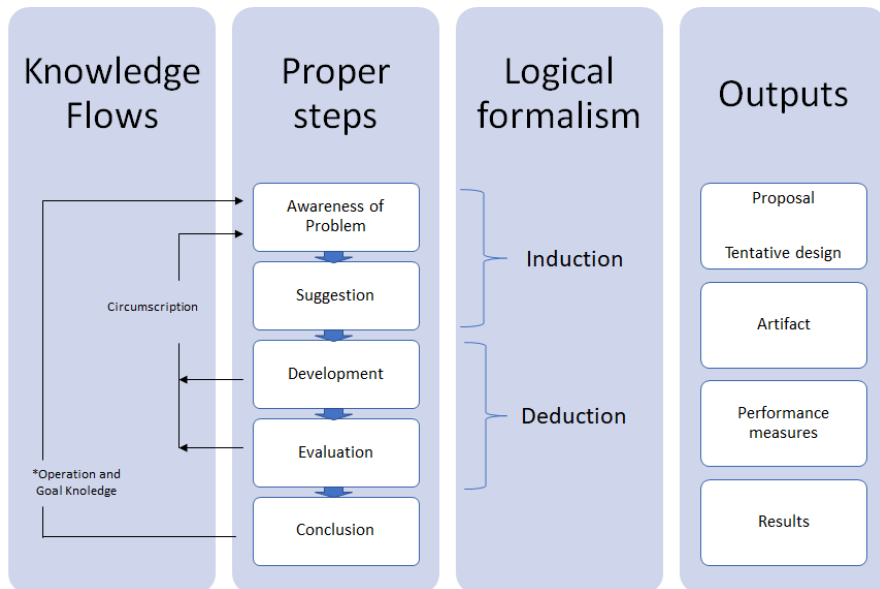 Knowledge
Flows
Proper
steps
Logical
formalism
Outputs
Awareness of
Problem
Suggestion
Development
Evaluation
Conclusion
Circumscription
*Operation and
Goal Knoledge
Induction
Deduction
Proposal
Tentative design
Artifact
Performance
measures
Results